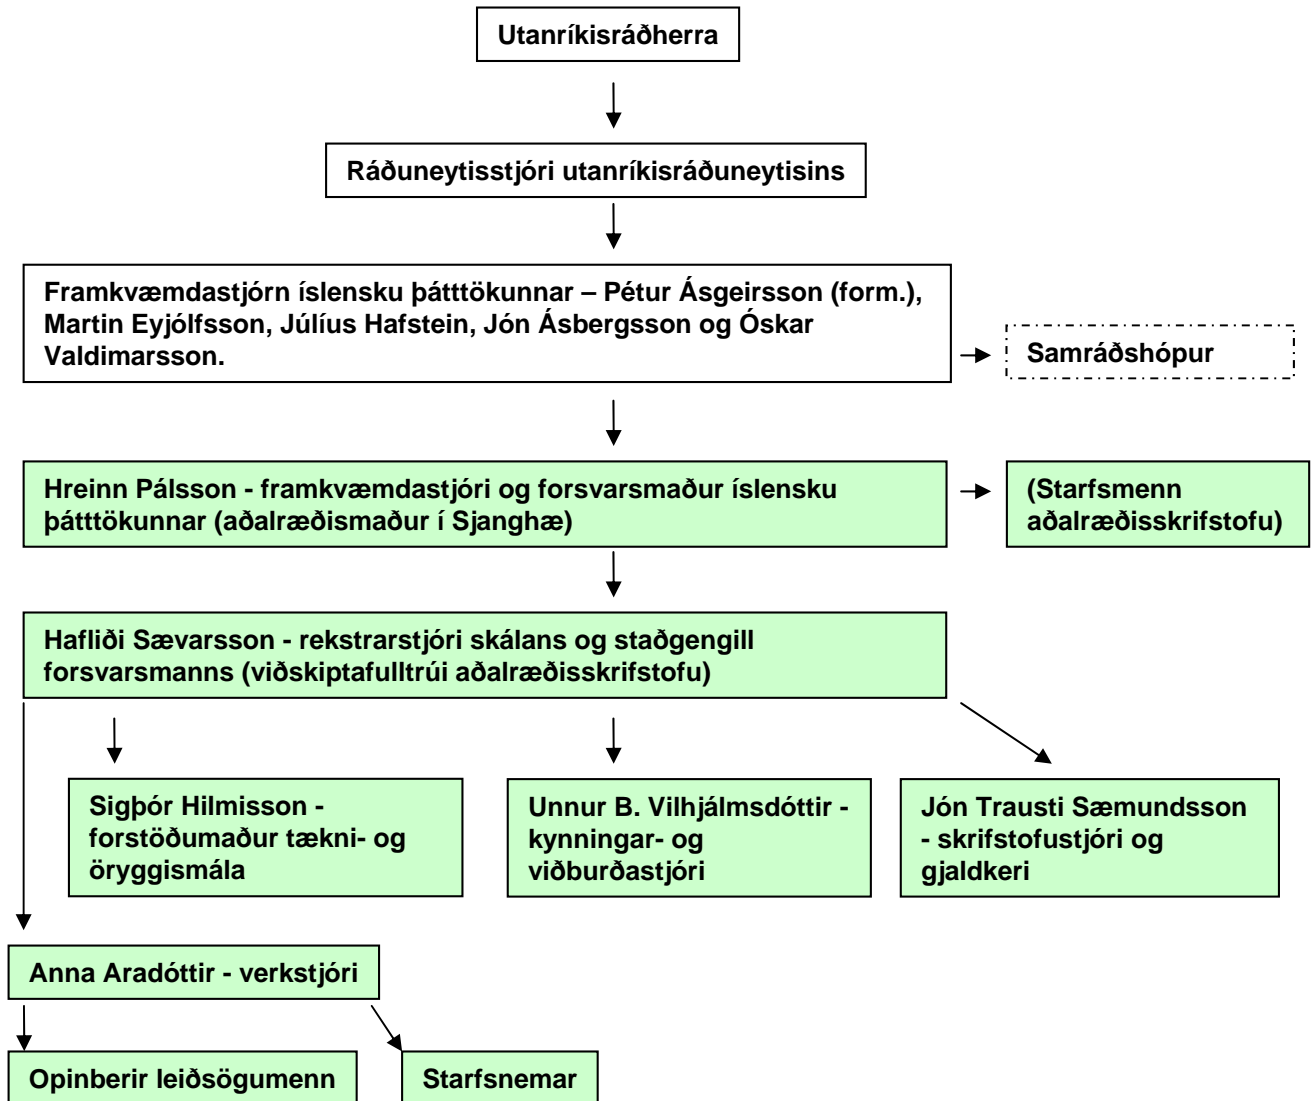 Utanríkisráðherra
Ráðuneytisstjóri utanríkisráðuneytisins
Framkvæmdastjórn íslensku þátttökunnar – Pétur Ásgeirsson (form.),
Martin Eyjólfsson, Júlíus Hafstein, Jón Ásbergsson og Óskar
Valdimarsson.
Samráðshópur
Hreinn Pálsson - framkvæmdastjóri og forsvarsmaður íslensku
þátttökunnar (aðalræðismaður í Sjanghæ)
(Starfsmenn
aðalræðisskrifstofu)
Hafliði Sævarsson - rekstrarstjóri skálans og staðgengill
forsvarsmanns (viðskiptafulltrúi aðalræðisskrifstofu)
Sigþór Hilmisson -
forstöðumaður tækni- og
öryggismála
Unnur B. Vilhjálmsdóttir -
kynningar- og
viðburðastjóri
Jón Trausti Sæmundsson
- skrifstofustjóri og
gjaldkeri
Anna Aradóttir - verkstjóri
Opinberir leiðsögumenn
Starfsnemar